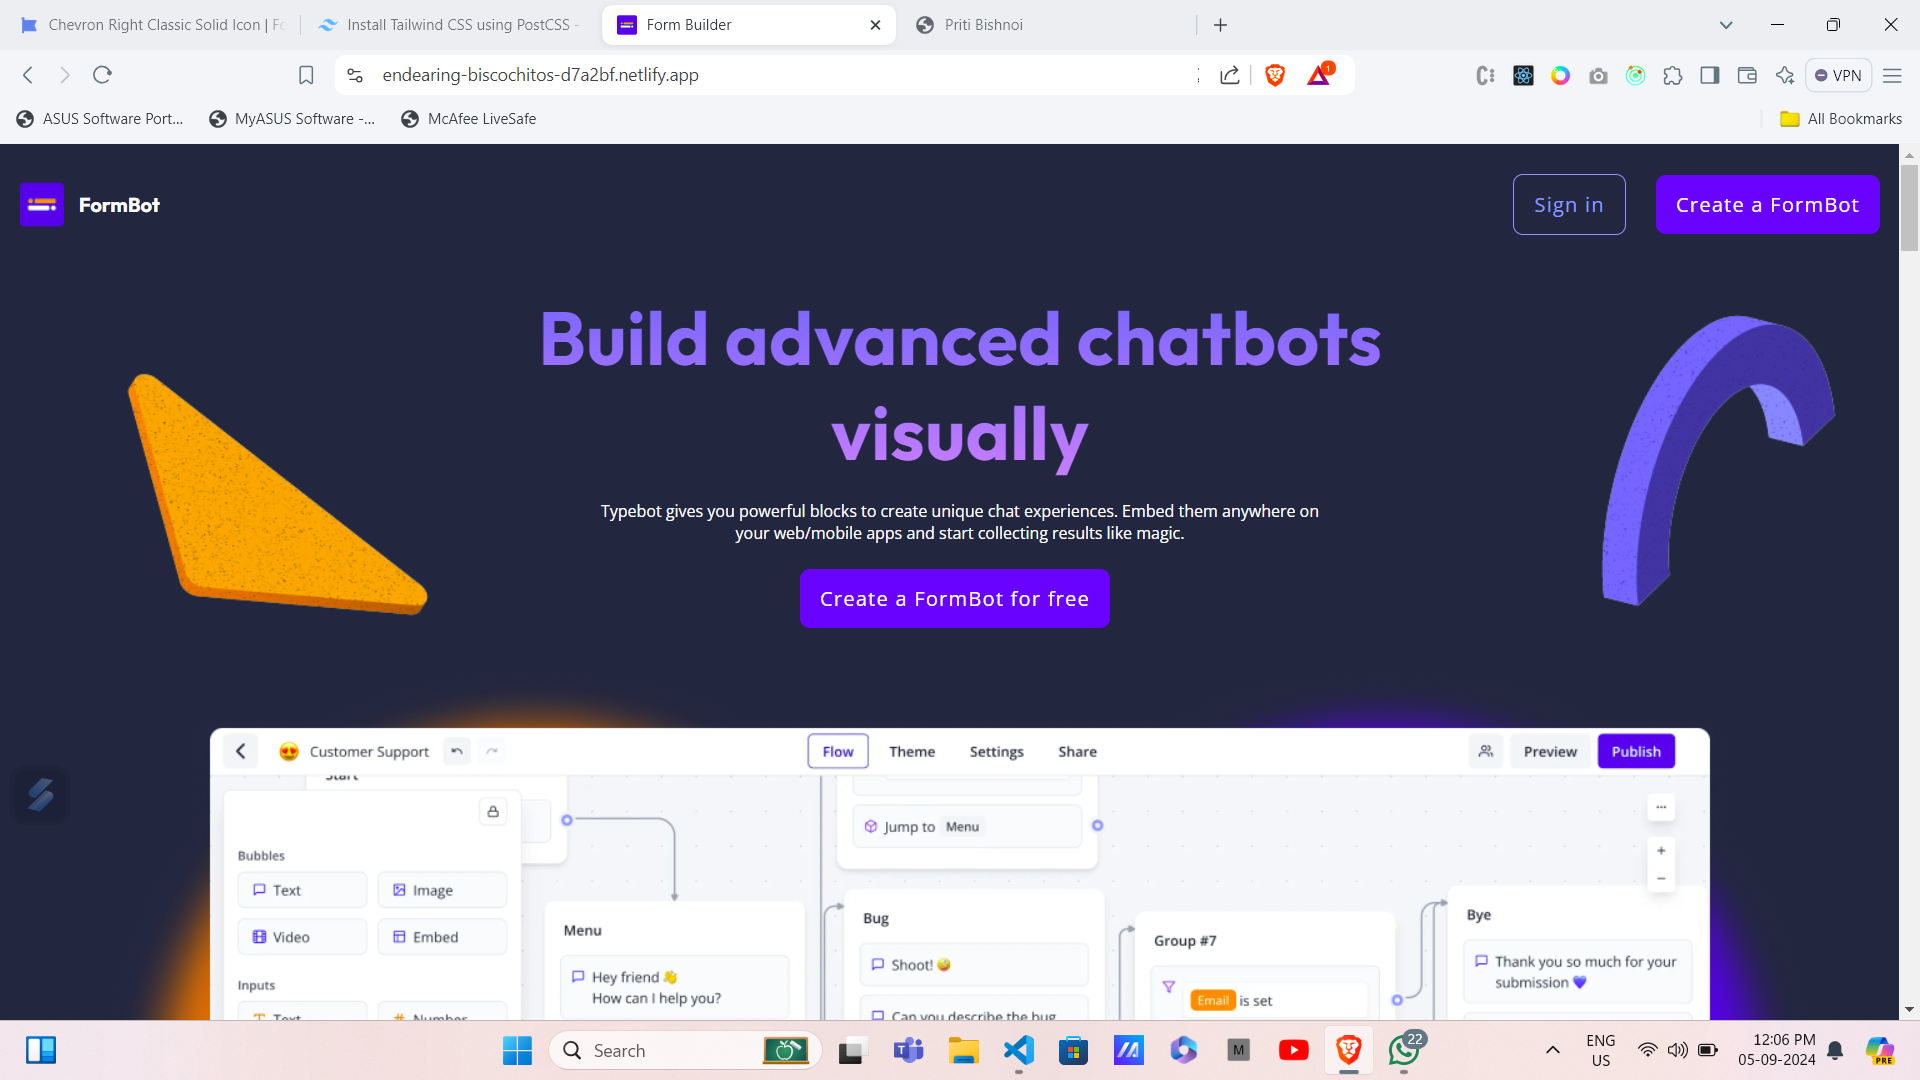 Chevron Right Classic Solid Icon | Fo
Install Tailwind CSS using PostCSS -
Form Builder
Priti Bishnoi
endearing-biscochitos-d7a2bf.netlify.app
1
VPN
ASUS Software Port...
MyASUS Software -...
McAfee LiveSafe
All Bookmarks
FormBot
Sign in
Create a FormBot
Build advanced chatbots
visually
Typebot gives you powerful blocks to create unique chat experiences. Embed them anywhere on
your web/mobile apps and start collecting results like magic.
Create a FormBot for free
Customer Support
Flow
Theme
Settings
Share
Preview
Publish
Start
Jump to Menu
Bubbles
Text
Image
Video
Embed
Inputs
Text
Number
Menu
Hey friend 👋
How can I help you?
Bug
Shoot! 🤪
Can you describe the bug
Group #7
Email is set
Bye
Thank you so much for your
submission 💙
Search
M
22
ENG
US
12:06 PM
05-09-2024
PRE